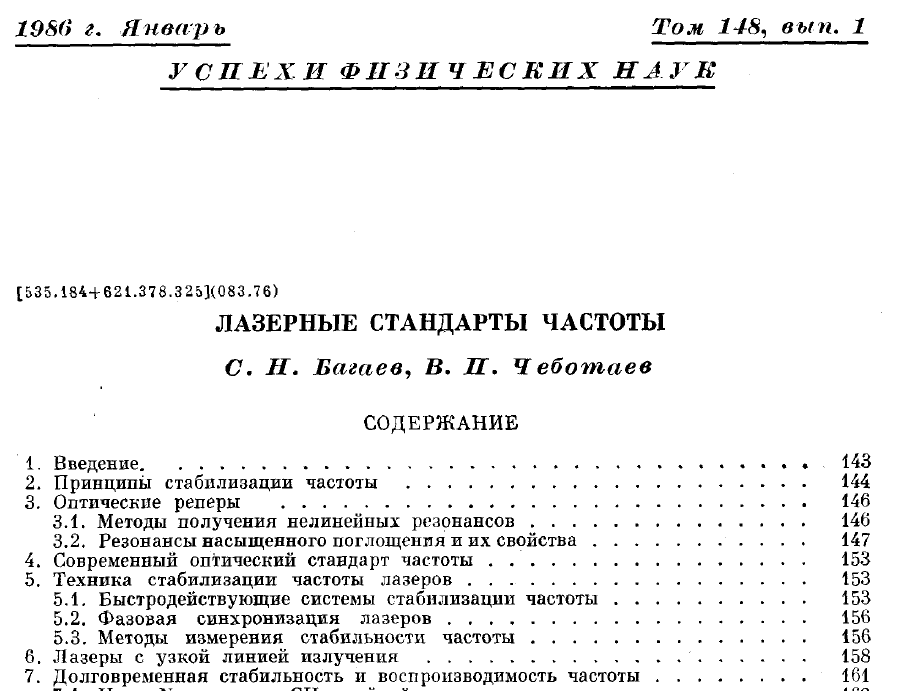 1986 г. Январь Том 148, вып. 1
УСПЕХИ ФИЗИЧЕСКИХ НАУК
[535.184+621.378.325](083.76)
ЛАЗЕРНЫЕ СТАНДАРТЫ ЧАСТОТЫ
С. Н. Багаев, В. П. Чеботаев
СОДЕРЖАНИЕ
1. Введение. . . . . . . . . . . . . . . . . . . . . . . . . . . . . . . 143
2. Принципы стабилизации частоты . . . . . . . . . . . . . . . . . . . . 144
3. Оптические реперы . . . . . . . . . . . . . . . . . . . . . . . . . . 146
3.1. Методы получения нелинейных резонансов . . . . . . . . . . . . . . 146
3.2. Резонансы насыщенного поглощения и их свойства . . . . . . . . . . . 147
4. Современный оптический стандарт частоты . . . . . . . . . . . . . . . . 153
5. Техника стабилизации частоты лазеров . . . . . . . . . . . . . . . . . 153
5.1. Быстродействующие системы стабилизации частоты . . . . . . . . . . 153
5.2. Фазовая синхронизация лазеров . . . . . . . . . . . . . . . . . . 156
5.3. Методы измерения стабильности частоты . . . . . . . . . . . . . . 156
6. Лазеры с узкой линией излучения . . . . . . . . . . . . . . . . . . . 158
7. Долговременная стабильность и воспроизводимость частоты . . . . . . . . 161